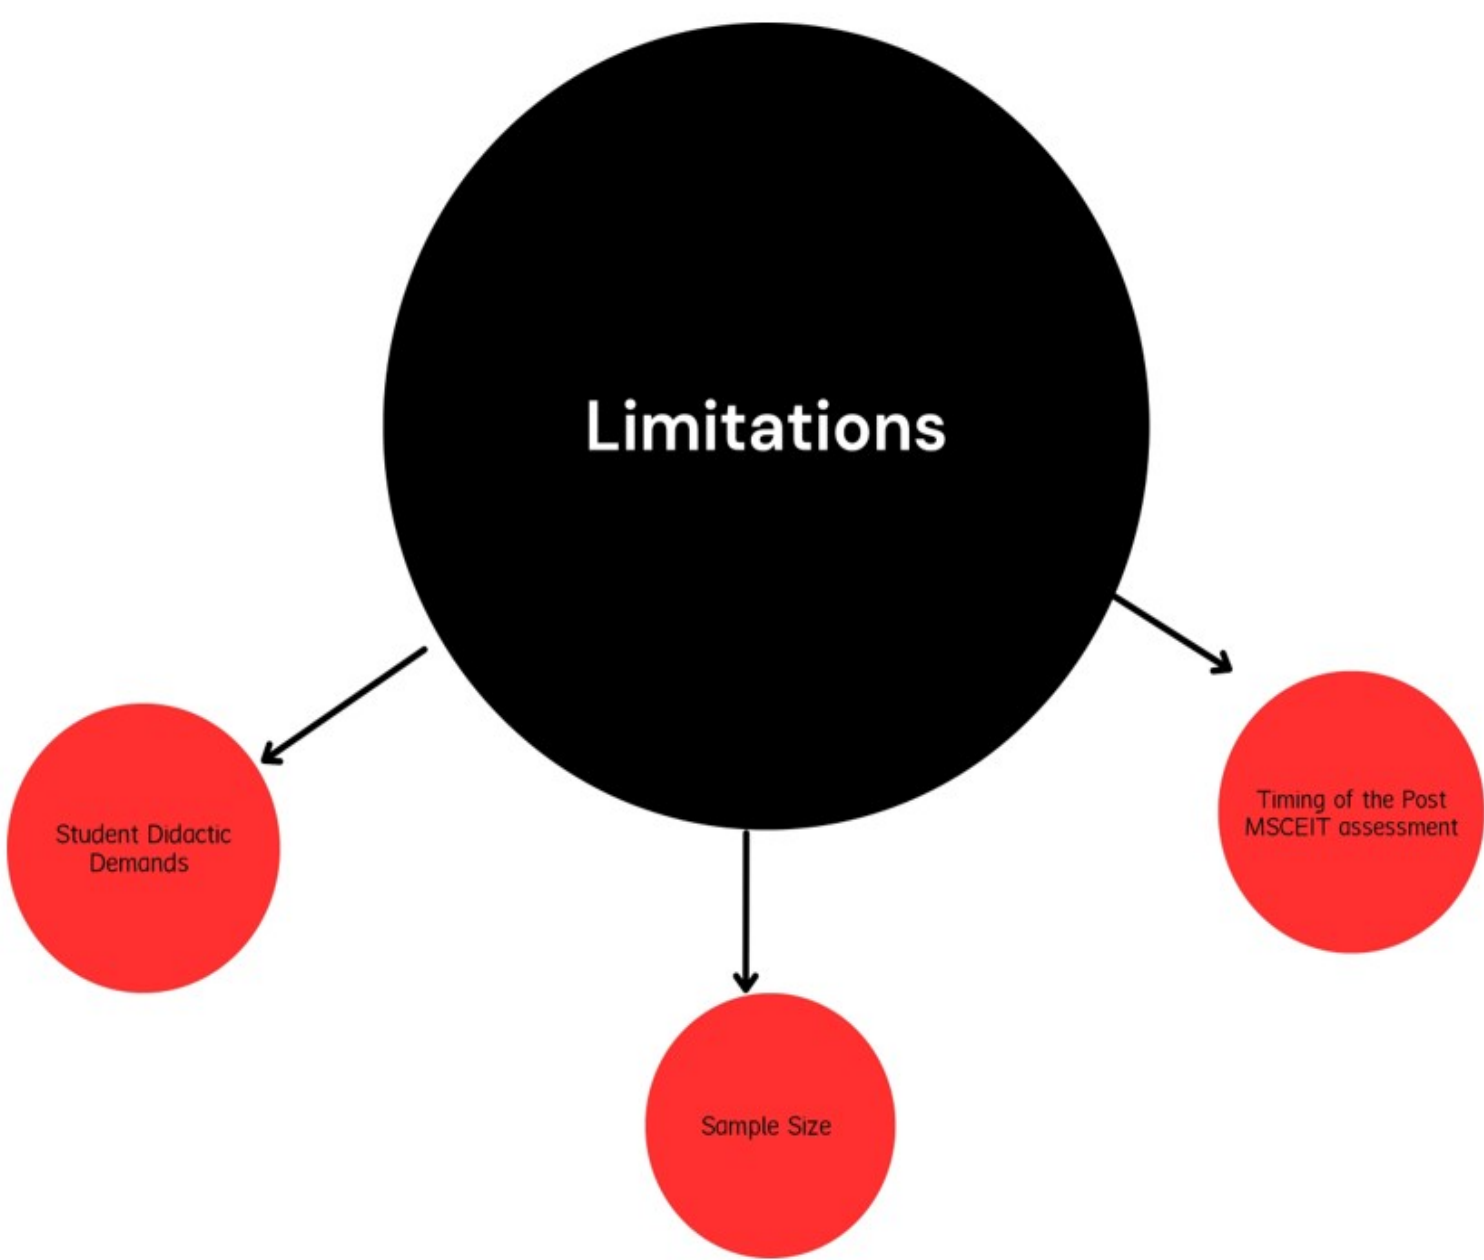 Limitations
Student Didactic
Demands
Sample Size
Timing of the Post
MSCEIT assessment